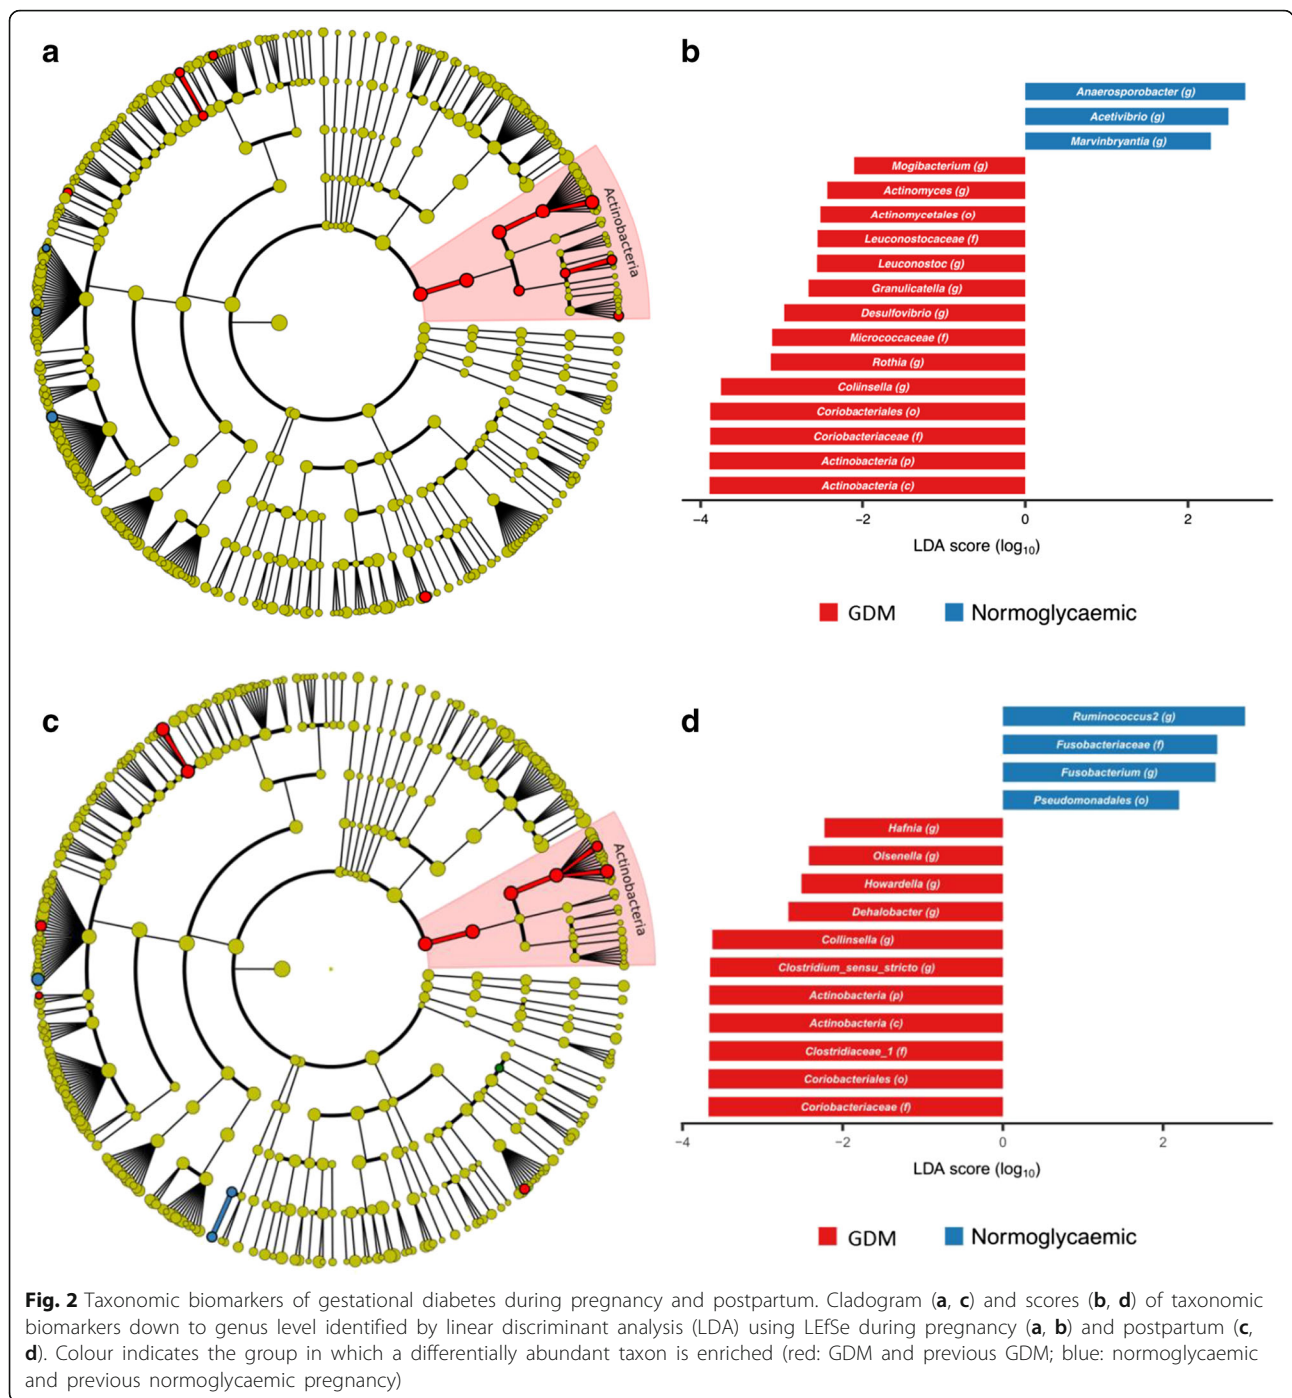 a
Actinobacteria
b
Anaerosporobacter (g)
Acetivibrio (g)
Marvinbryantia (g)
Mogibacterium (g)
Actinomyces (g)
Actinomycetales (o)
Leuconostocaceae (f)
Leuconostoc (g)
Granulicatella (g)
Desulfovibrio (g)
Micrococcaceae (f)
Rothia (g)
Collinsella (g)
Coriobacteriales (o)
Coriobacteriaceae (f)
Actinobacteria (p)
Actinobacteria (c)
−4 −2 0 2
LDA score (log10)
GDM Normoglycaemic
c
Actinobacteria
d
Ruminococcus2 (g)
Fusobacteriaceae (f)
Fusobacterium (g)
Pseudomonadales (o)
Hafnia (g)
Olsenella (g)
Howardella (g)
Dehalobacter (g)
Collinsella (g)
Clostridium_sensu_stricto (g)
Actinobacteria (p)
Actinobacteria (c)
Clostridiaceae_1 (f)
Coriobacteriales (o)
Coriobacteriaceae (f)
−4 −2 0 2
LDA score (log10)
GDM Normoglycaemic
Fig. 2 Taxonomic biomarkers of gestational diabetes during pregnancy and postpartum. Cladogram (a, c) and scores (b, d) of taxonomic
biomarkers down to genus level identified by linear discriminant analysis (LDA) using LEfSe during pregnancy (a, b) and postpartum (c,
d). Colour indicates the group in which a differentially abundant taxon is enriched (red: GDM and previous GDM; blue: normoglycaemic
and previous normoglycaemic pregnancy)